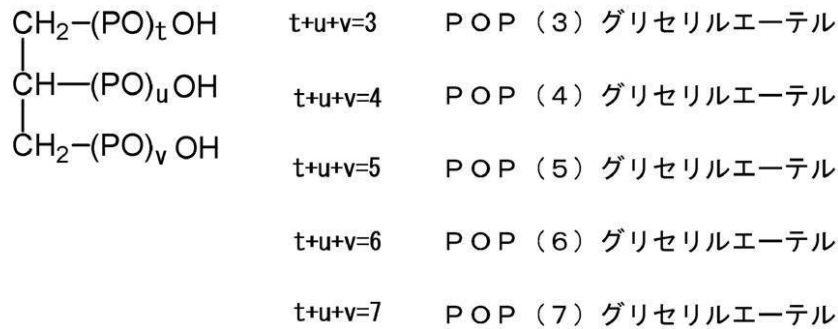 CH₂-(PO)t OH t+u+v=3 POP（3）グリセリルエーテル
CH-(PO)u OH t+u+v=4 POP（4）グリセリルエーテル
CH₂-(PO)v OH
t+u+v=5 POP（5）グリセリルエーテル
t+u+v=6 POP（6）グリセリルエーテル
t+u+v=7 POP（7）グリセリルエーテル